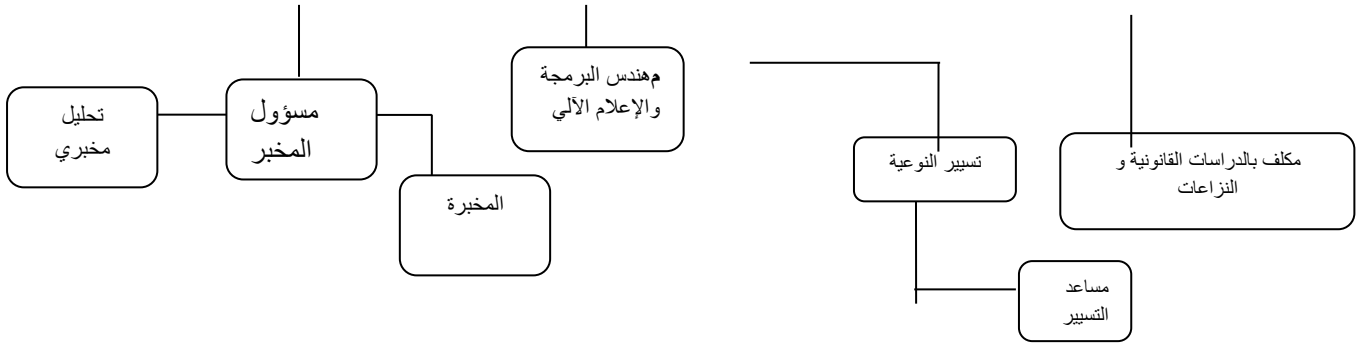 مهندس البرمجة
والإعلام الآلي
مسؤول
المخبر
تحليل
مخبري
المخبرة
تسيير النوعية
مكلف بالدراسات القانونية و
النزاعات
مساعد
التسيير